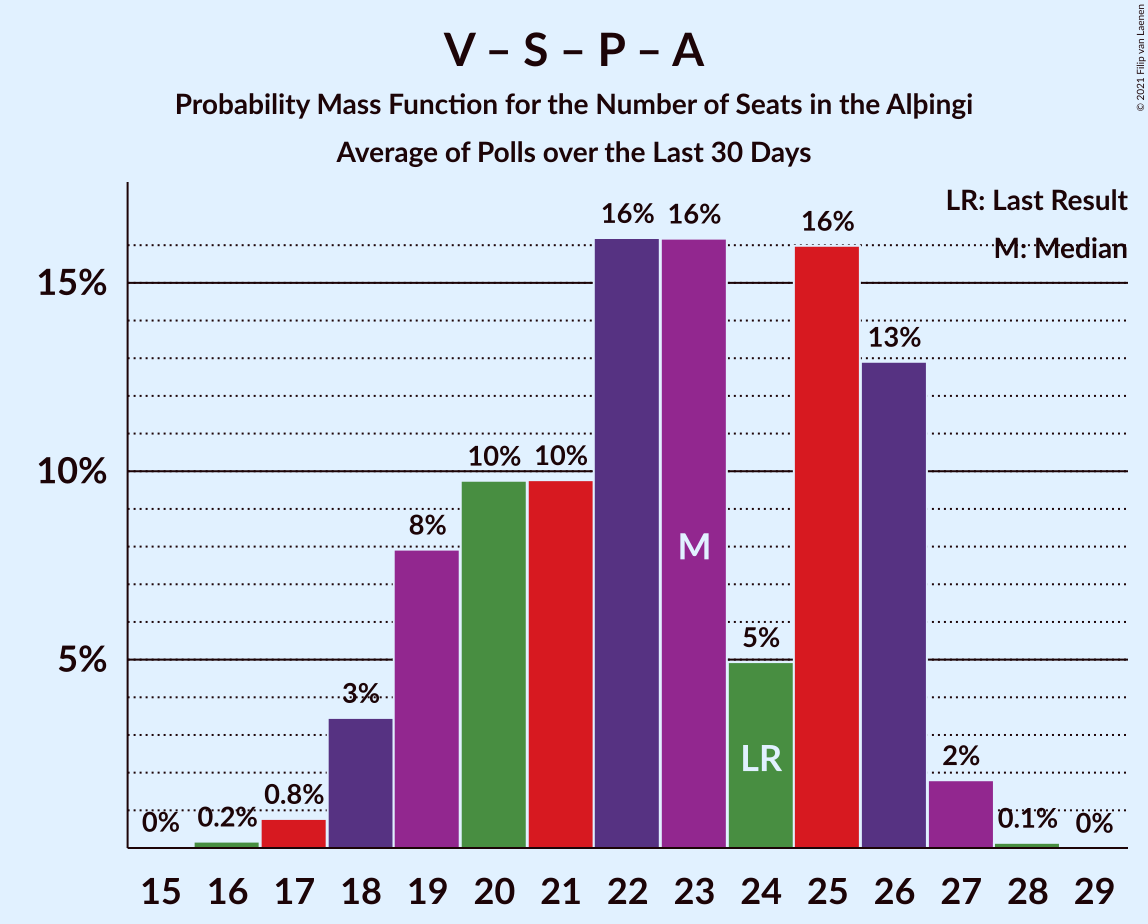 V – S – P – A
Probability Mass Function for the Number of Seats in the Alþingi
Average of Polls over the Last 30 Days
© 2021 Filip van Laenen
LR: Last Result
M: Median
15%
10%
5%
0%
0.2%
0.8%
3%
8%
10%
10%
16%
16%
5%
16%
13%
2%
0.1%
0%
M
LR
15 16 17 18 19 20 21 22 23 24 25 26 27 28 29